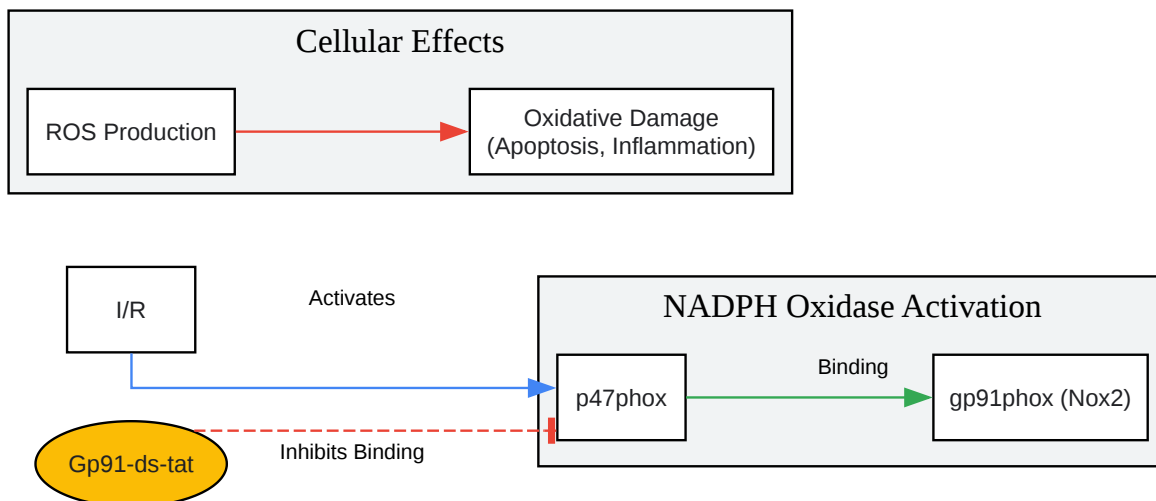 Cellular Effects
ROS Production
Oxidative Damage
(Apoptosis, Inflammation)
I/R
Activates
NADPH Oxidase Activation
p47phox
Binding
gp91phox (Nox2)
Gp91-ds-tat
Inhibits Binding